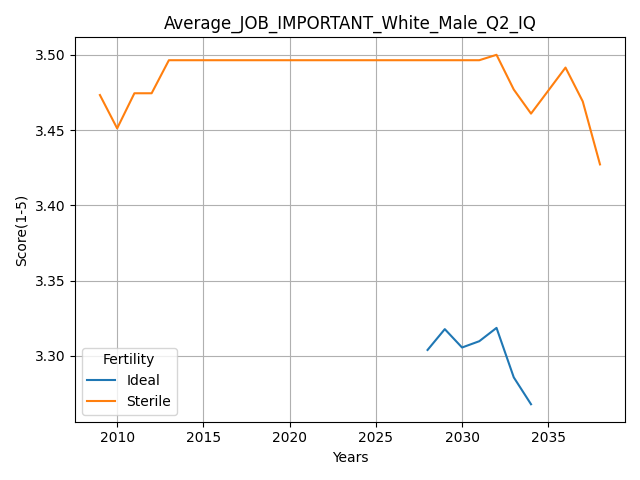 Average_JOB_IMPORTANT_White_Male_Q2_IQ
3.50
3.45
3.40
3.35
3.30
Score(1-5)
Fertility
Ideal
Sterile
2010 2015 2020 2025 2030 2035
Years